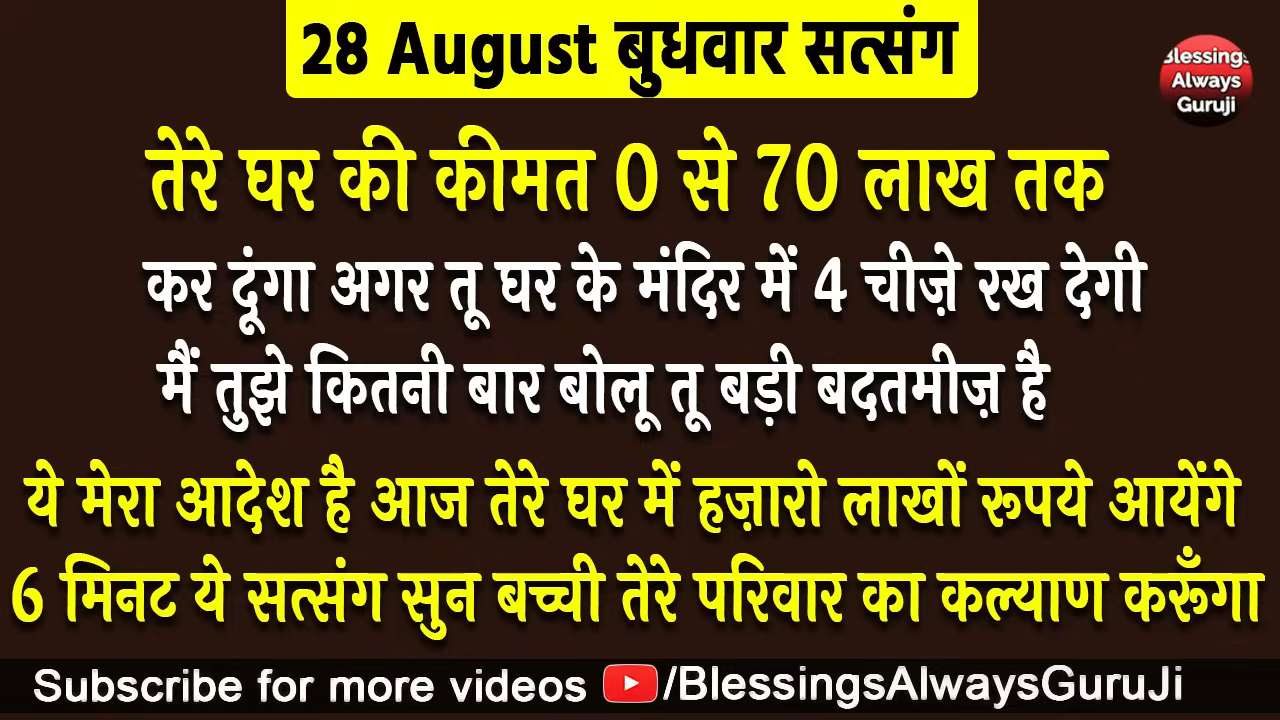 28 August बुधवार सत्संग
Blessings
Always
Guruji
तेरे घर की कीमत 0 से 70 लाख तक
कर दूंगा अगर तू घर के मंदिर में 4 चीज़े रख देगी
मैं तुझे कितनी बार बोलू तू बड़ी बदतमीज़ है
ये मेरा आदेश है आज तेरे घर में हज़ारो लाखों रूपये आयेंगे
6 मिनट ये सत्संग सुन बच्ची तेरे परिवार का कल्याण करूँगा
Subscribe for more videos /BlessingsAlwaysGuruJi